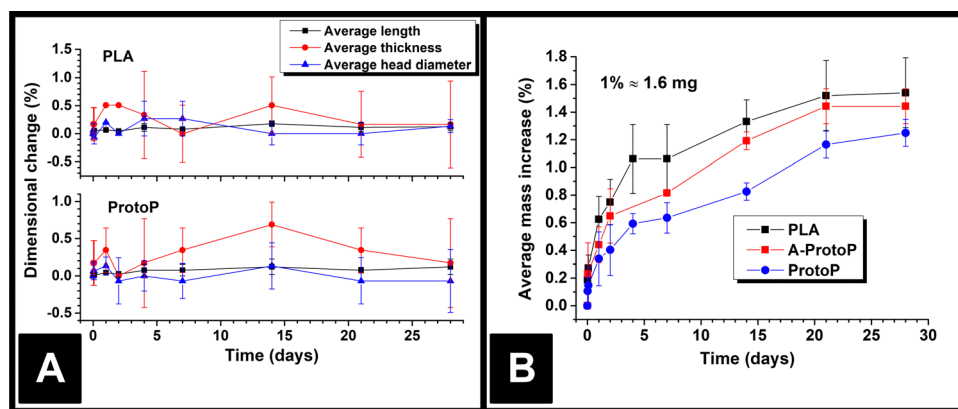 Average length
Average thickness
Average head diameter
PLA
1.5
1.0
0.5
0.0
-0.5
ProtoP
1.0
0.5
0.0
-0.5
Dimensional change (%)
0 5 10 15 20 25
Time (days)
A
1% ≈ 1.6 mg
1.8
1.6
1.4
1.2
1.0
0.8
0.6
0.4
0.2
0.0
Average mass increase (%)
PLA
A-ProtoP
ProtoP
0 5 10 15 20 25 30
Time (days)
B